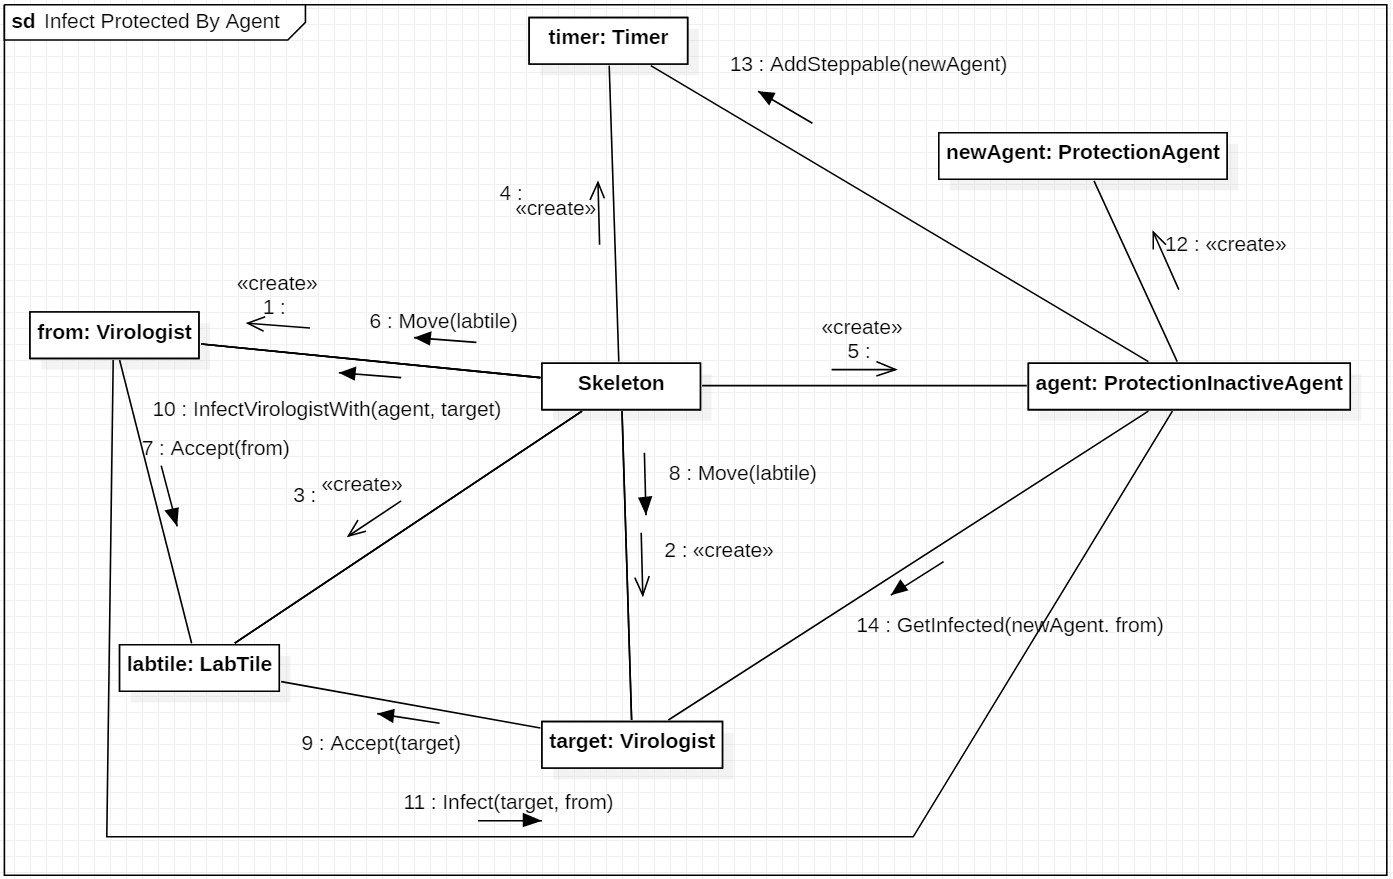 sd Infect Protected By Agent
timer: Timer
13 : AddSteppable(newAgent)
newAgent: ProtectionAgent
4 :
«create»
12 : «create»
«create»
1 :
6 : Move(labtile)
from: Virologist
«create»
5 :
Skeleton
agent: ProtectionInactiveAgent
10 : InfectVirologistWith(agent, target)
7 : Accept(from)
8 : Move(labtile)
3 : «create»
2 : «create»
14 : GetInfected(newAgent. from)
labtile: LabTile
9 : Accept(target)
target: Virologist
11 : Infect(target, from)